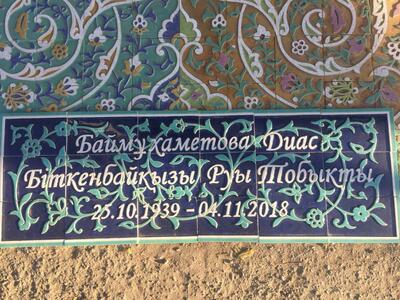 Баймухаметова Диас
Біткенбайқызы Руы Тобықты
25.10.1939 - 04.11.2018